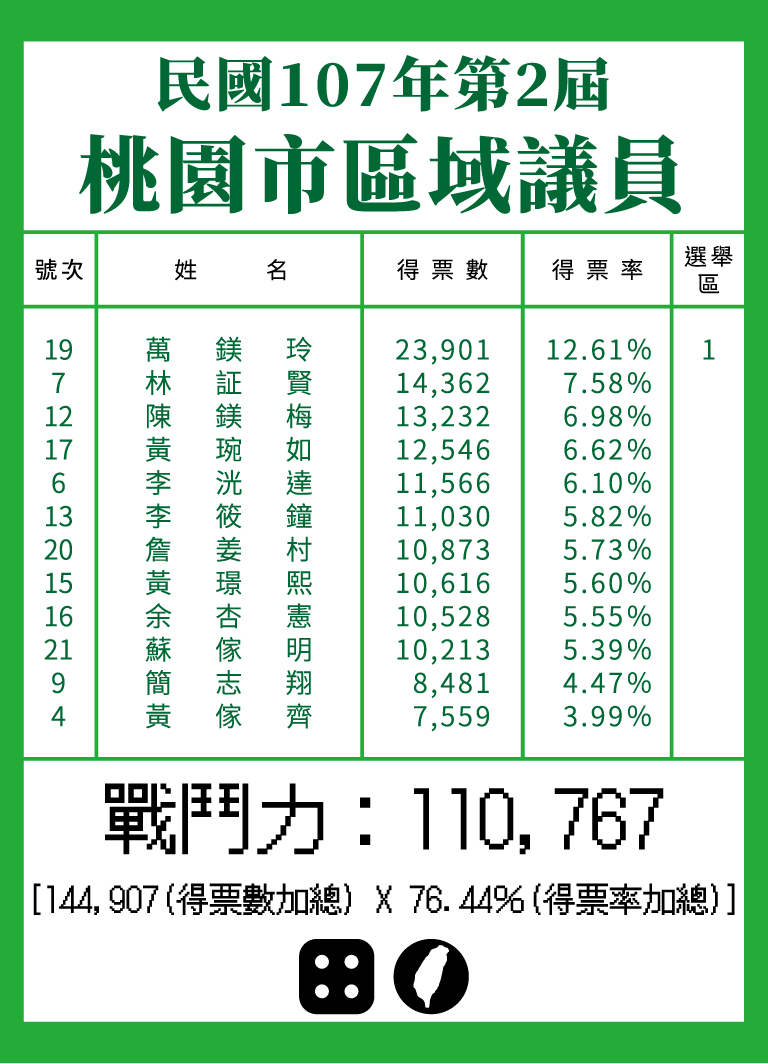 民國107年第2屆
桃園市區域議員
號次 姓名 得票數 得票率 選舉區
19 萬鎂玲 23,901 12.61% 1
7 林証賢 14,362 7.58%
12 陳鎂梅 13,232 6.98%
17 黃琬如 12,546 6.62%
6 李洸達 11,566 6.10%
13 李筱鐘 11,030 5.82%
20 詹姜村 10,873 5.73%
15 黃璟熙 10,616 5.60%
16 余杏憲 10,528 5.55%
21 蘇傢明 10,213 5.39%
9 簡志翔 8,481 4.47%
4 黃傢齊 7,559 3.99%
戰鬥力：110,767
[144,907(得票數加總) X 76.44%(得票率加總)]